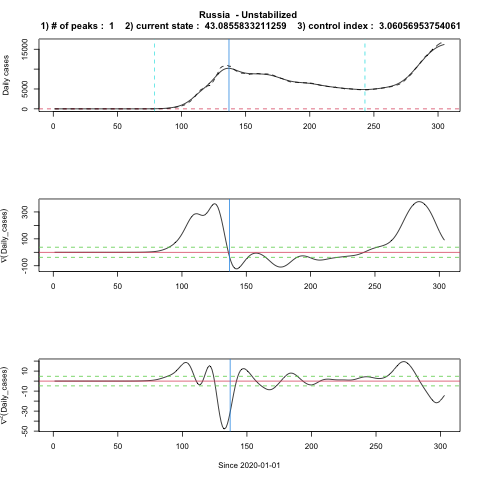 Russia - Unstabilized
1) # of peaks : 1 2) current state : 43.0855833211259 3) control index : 3.06056953754061
Daily cases
0 5000 15000
0 50 100 150 200 250 300
∇(Daily_cases)
-100 0 100 300
0 50 100 150 200 250 300
∇²(Daily_cases)
-50 -30 -10 10
0 50 100 150 200 250 300
Since 2020-01-01